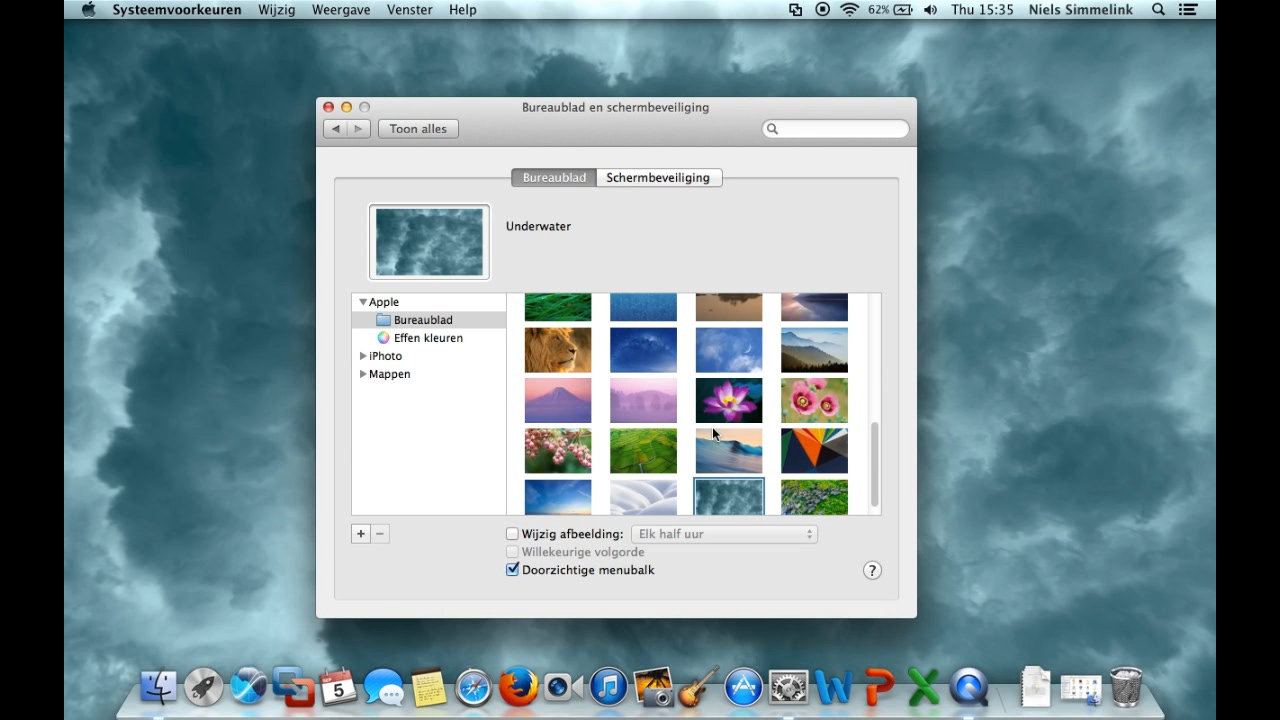 Systeemvoorkeuren Wijzig Weergave Venster Help 62% Thu 15:35 Niels Simmelink
Bureaublad en schermbeveiliging
Toon alles
Bureaublad Schermbeveiliging
Underwater
Apple
Bureaublad
Effen kleuren
iPhoto
Mappen
+ −
Wijzig afbeelding: Elk half uur
Willekeurige volgorde
Doorzichtige menubalk
?
SEP
5
W P X